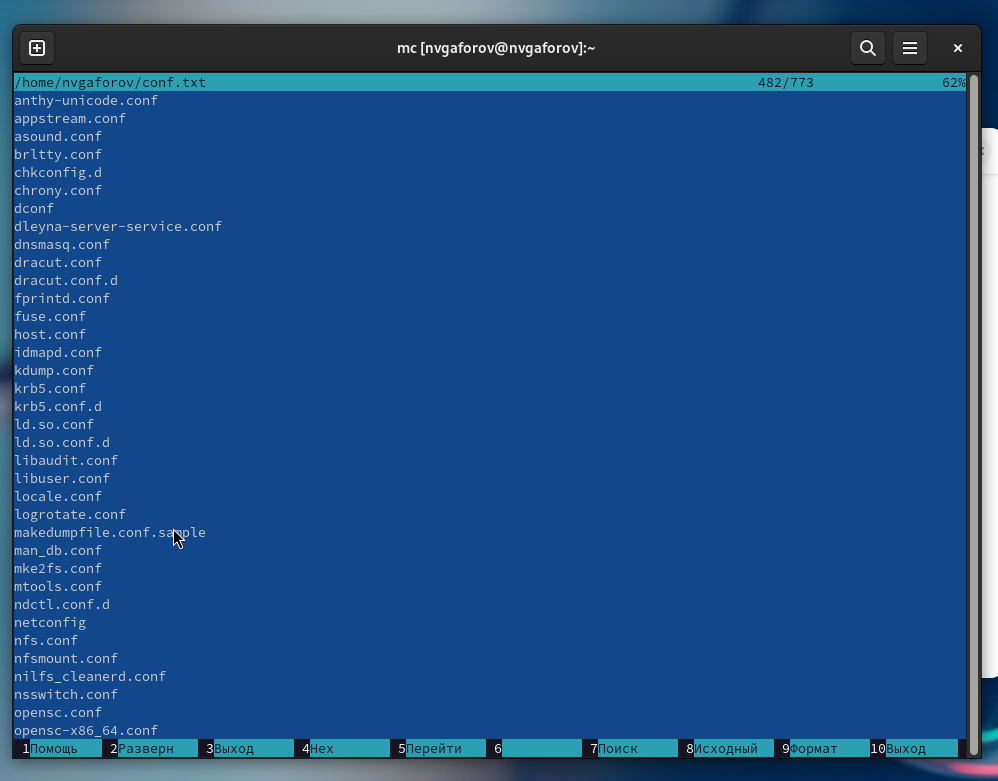 mc [nvgaforov@nvgaforov]:~
/home/nvgaforov/conf.txt 482/773 62%
anthy-unicode.conf
appstream.conf
asound.conf
brltty.conf
chkconfig.d
chrony.conf
dconf
dleyna-server-service.conf
dnsmasq.conf
dracut.conf
dracut.conf.d
fprintd.conf
fuse.conf
host.conf
idmapd.conf
kdump.conf
krb5.conf
krb5.conf.d
ld.so.conf
ld.so.conf.d
libaudit.conf
libuser.conf
locale.conf
logrotate.conf
makedumpfile.conf.sample
man_db.conf
mke2fs.conf
mtools.conf
ndctl.conf.d
netconfig
nfs.conf
nfsmount.conf
nilfs_cleanerd.conf
nsswitch.conf
opensc.conf
opensc-x86_64.conf
1Помощь 2Разверн 3Выход 4Hex 5Перейти 6 7Поиск 8Исходный 9Формат 10Выход